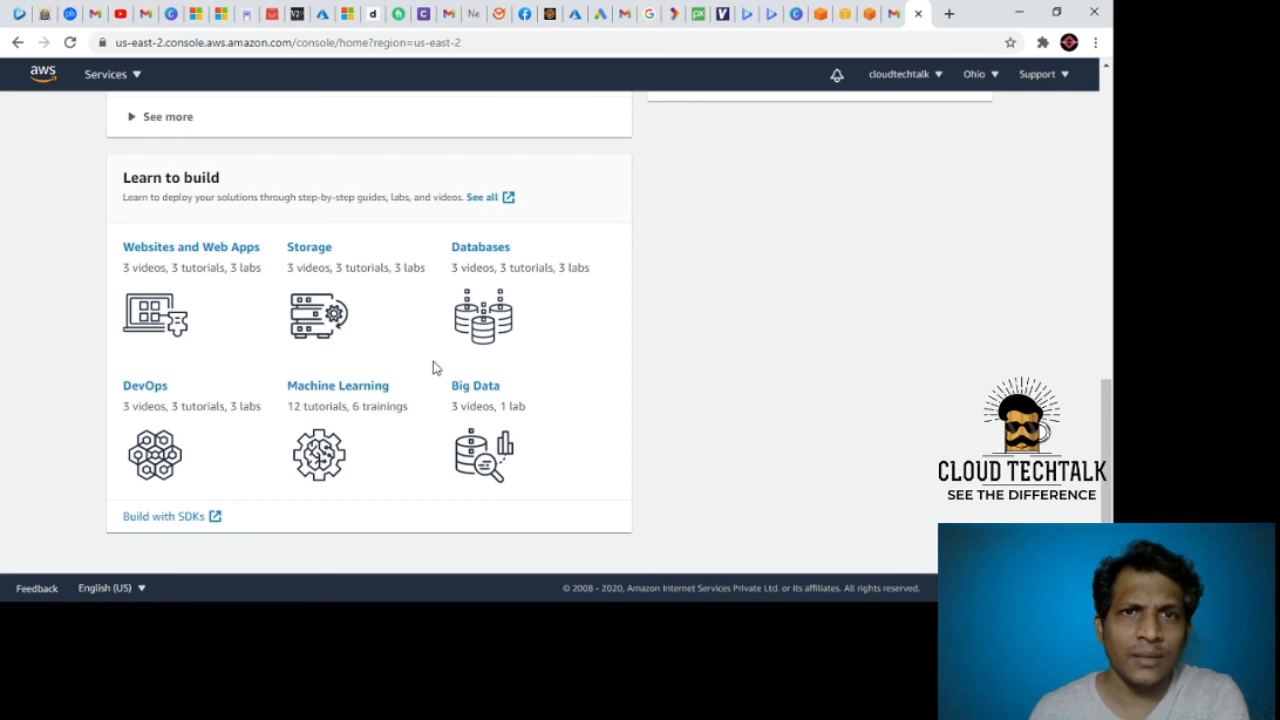 us-east-2.console.aws.amazon.com/console/home?region=us-east-2
aws
Services ▼
cloudtechtalk ▼
Ohio ▼
Support ▼
See more
Learn to build
Learn to deploy your solutions through step-by-step guides, labs, and videos. See all
Websites and Web Apps
3 videos, 3 tutorials, 3 labs
Storage
3 videos, 3 tutorials, 3 labs
Databases
3 videos, 3 tutorials, 3 labs
DevOps
3 videos, 3 tutorials, 3 labs
Machine Learning
12 tutorials, 6 trainings
Big Data
3 videos, 1 lab
Build with SDKs
CLOUD TECHTALK
SEE THE DIFFERENCE
Feedback
English (US) ▼
© 2008 - 2020, Amazon Internet Services Private Ltd. or its affiliates. All rights reserved.